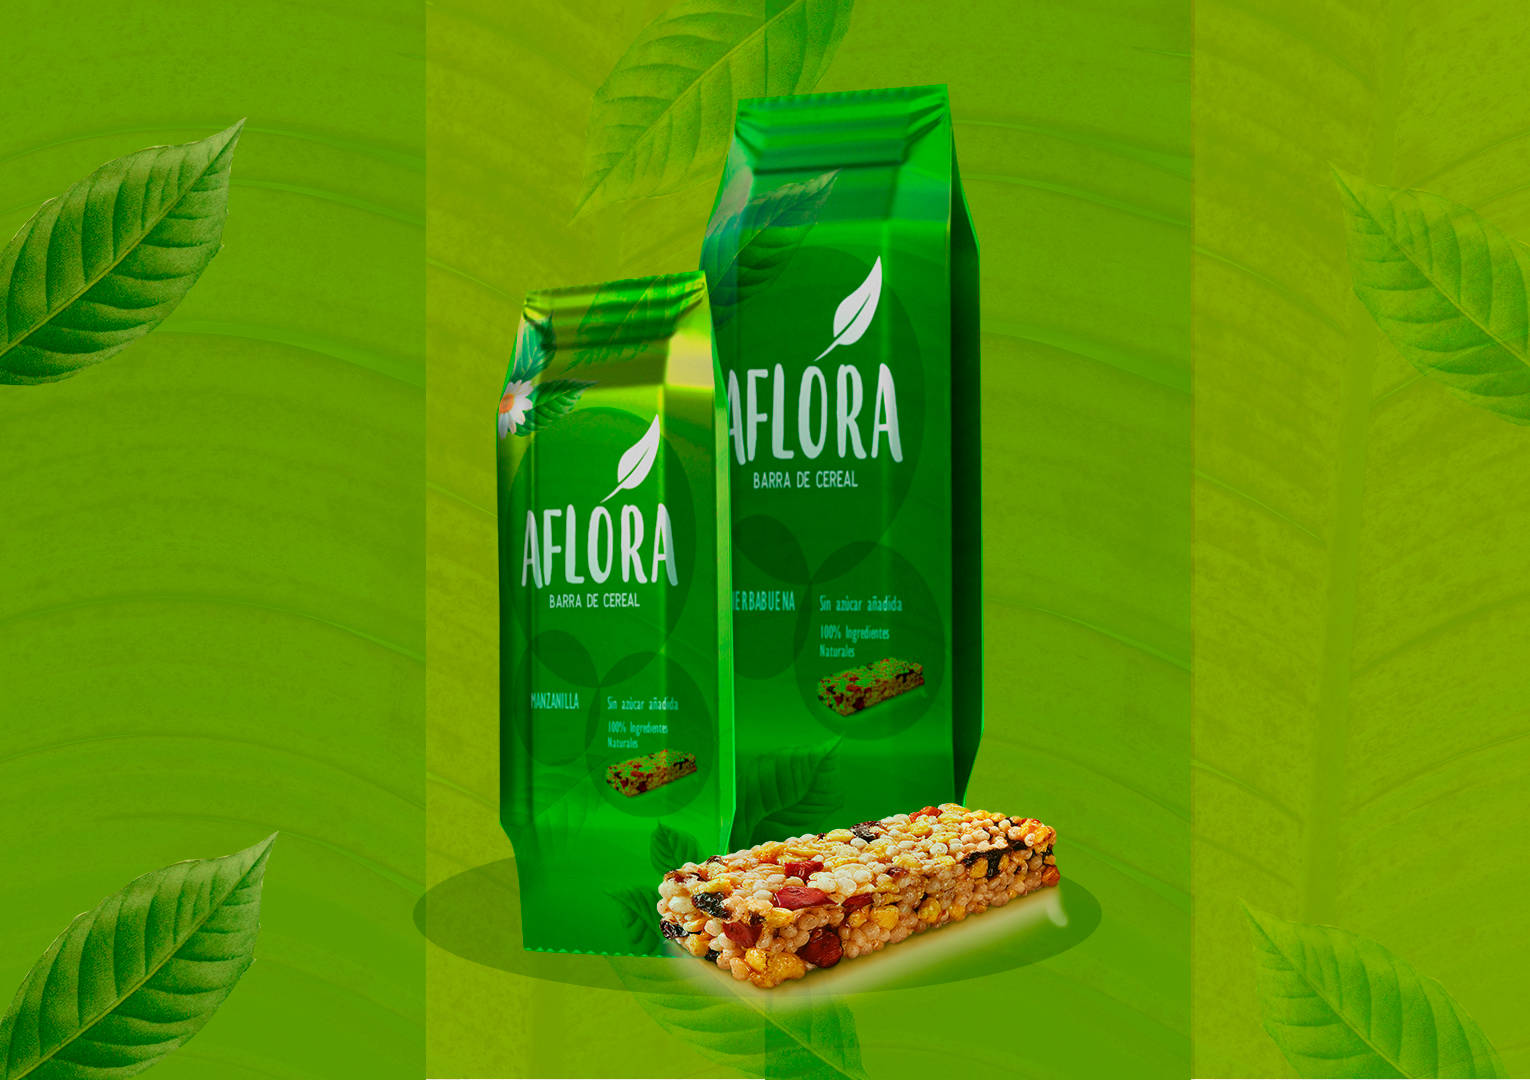 AFLORA
BARRA DE CEREAL
MANZANILLA
Sin azúcar añadida
100% Ingredientes
Naturales
AFLORA
BARRA DE CEREAL
IERBABUENA
Sin azúcar añadida
100% Ingredientes
Naturales